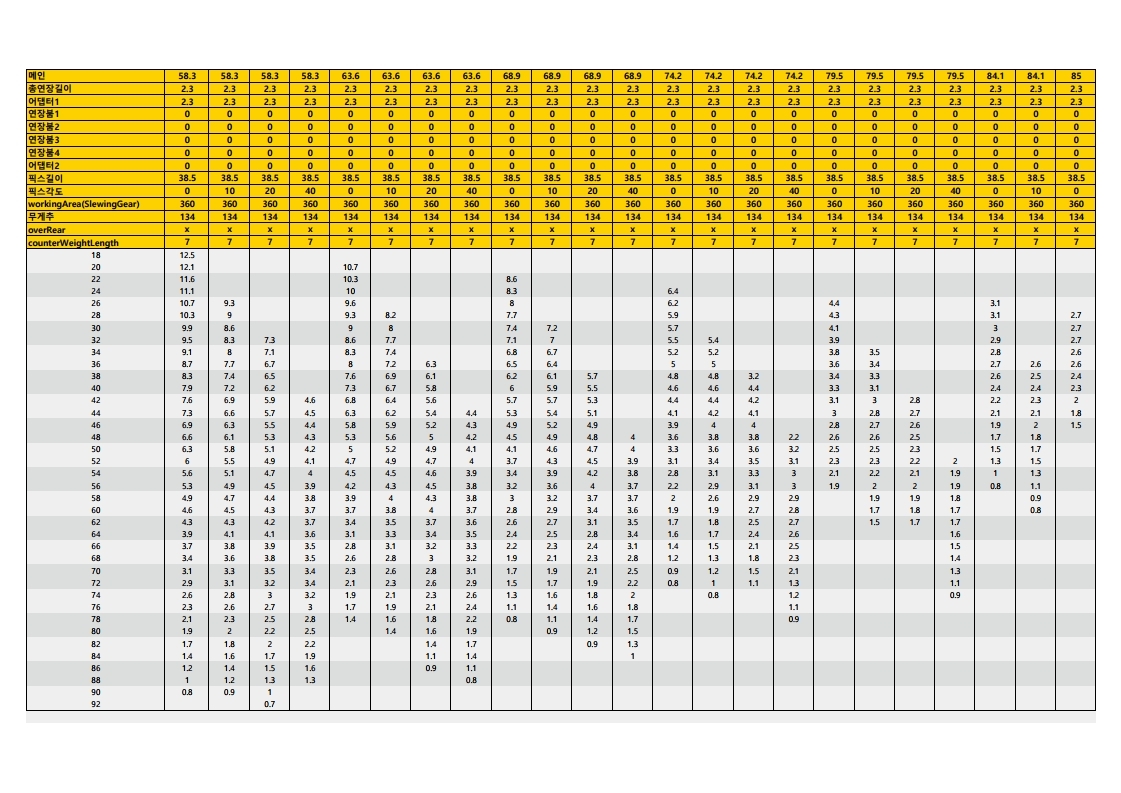 메인 58.3 58.3 58.3 58.3 63.6 63.6 63.6 63.6 68.9 68.9 68.9 68.9 74.2 74.2 74.2 74.2 79.5 79.5 79.5 79.5 84.1 84.1 85
총연장길이 2.3 2.3 2.3 2.3 2.3 2.3 2.3 2.3 2.3 2.3 2.3 2.3 2.3 2.3 2.3 2.3 2.3 2.3 2.3 2.3 2.3 2.3 2.3
어댑터1 2.3 2.3 2.3 2.3 2.3 2.3 2.3 2.3 2.3 2.3 2.3 2.3 2.3 2.3 2.3 2.3 2.3 2.3 2.3 2.3 2.3 2.3 2.3
연장붐1 0 0 0 0 0 0 0 0 0 0 0 0 0 0 0 0 0 0 0 0 0 0 0
연장붐2 0 0 0 0 0 0 0 0 0 0 0 0 0 0 0 0 0 0 0 0 0 0 0
연장붐3 0 0 0 0 0 0 0 0 0 0 0 0 0 0 0 0 0 0 0 0 0 0 0
연장붐4 0 0 0 0 0 0 0 0 0 0 0 0 0 0 0 0 0 0 0 0 0 0 0
어댑터2 0 0 0 0 0 0 0 0 0 0 0 0 0 0 0 0 0 0 0 0 0 0 0
픽스길이 38.5 38.5 38.5 38.5 38.5 38.5 38.5 38.5 38.5 38.5 38.5 38.5 38.5 38.5 38.5 38.5 38.5 38.5 38.5 38.5 38.5 38.5 38.5
픽스각도 0 10 20 40 0 10 20 40 0 10 20 40 0 10 20 40 0 10 20 40 0 10 0
workingArea(SlewingGear) 360 360 360 360 360 360 360 360 360 360 360 360 360 360 360 360 360 360 360 360 360 360 360
무게추 134 134 134 134 134 134 134 134 134 134 134 134 134 134 134 134 134 134 134 134 134 134 134
overRear x x x x x x x x x x x x x x x x x x x x x x x
counterWeightLength 7 7 7 7 7 7 7 7 7 7 7 7 7 7 7 7 7 7 7 7 7 7 7
18 12.5
20 12.1 10.7
22 11.6 10.3 8.6
24 11.1 10 8.3 6.4
26 10.7 9.3 9.6 8 6.2 4.4 3.1
28 10.3 9 9.3 8.2 7.7 5.9 4.3 3.1 2.7
30 9.9 8.6 9 8 7.4 7.2 5.7 4.1 3 2.7
32 9.5 8.3 7.3 8.6 7.7 7.1 7 5.5 5.4 3.9 2.9 2.7
34 9.1 8 7.1 8.3 7.4 6.8 6.7 5.2 5.2 3.8 3.5 2.8 2.6
36 8.7 7.7 6.7 8 7.2 6.3 6.5 6.4 5 5 3.6 3.4 2.7 2.6 2.6
38 8.3 7.4 6.5 7.6 6.9 6.1 6.2 6.1 5.7 4.8 4.8 3.2 3.4 3.3 2.6 2.5 2.4
40 7.9 7.2 6.2 7.3 6.7 5.8 6 5.9 5.5 4.6 4.6 4.4 3.3 3.1 2.4 2.4 2.3
42 7.6 6.9 5.9 4.6 6.8 6.4 5.6 5.7 5.7 5.3 4.4 4.4 4.2 3.1 3 2.8 2.2 2.3 2
44 7.3 6.6 5.7 4.5 6.3 6.2 5.4 4.4 5.3 5.4 5.1 4.1 4.2 4.1 3 2.8 2.7 2.1 2.1 1.8
46 6.9 6.3 5.5 4.4 5.8 5.9 5.2 4.3 4.9 5.2 4.9 3.9 4 4 2.8 2.7 2.6 1.9 2 1.5
48 6.6 6.1 5.3 4.3 5.3 5.6 5 4.2 4.5 4.9 4.8 4 3.6 3.8 3.8 2.2 2.6 2.6 2.5 1.7 1.8
50 6.3 5.8 5.1 4.2 5 5.2 4.9 4.1 4.1 4.6 4.7 4 3.3 3.6 3.6 3.2 2.5 2.5 2.3 1.5 1.7
52 6 5.5 4.9 4.1 4.7 4.9 4.7 4 3.7 4.3 4.5 3.9 3.1 3.4 3.5 3.1 2.3 2.3 2.2 2 1.3 1.5
54 5.6 5.1 4.7 4 4.5 4.5 4.6 3.9 3.4 3.9 4.2 3.8 2.8 3.1 3.3 3 2.1 2.2 2.1 1.9 1 1.3
56 5.3 4.9 4.5 3.9 4.2 4.3 4.5 3.8 3.2 3.6 4 3.7 2.2 2.9 3.1 3 1.9 2 2 1.9 0.8 1.1
58 4.9 4.7 4.4 3.8 3.9 4 4.3 3.8 3 3.2 3.7 3.7 2 2.6 2.9 2.9 1.9 1.9 1.8 0.9
60 4.6 4.5 4.3 3.7 3.7 3.8 4 3.7 2.8 2.9 3.4 3.6 1.9 1.9 2.7 2.8 1.7 1.8 1.7 0.8
62 4.3 4.3 4.2 3.7 3.4 3.5 3.7 3.6 2.6 2.7 3.1 3.5 1.7 1.8 2.5 2.7 1.5 1.7 1.7
64 3.9 4.1 4.1 3.6 3.1 3.3 3.4 3.5 2.4 2.5 2.8 3.4 1.6 1.7 2.4 2.6 1.6
66 3.7 3.8 3.9 3.5 2.8 3.1 3.2 3.3 2.2 2.3 2.4 3.1 1.4 1.5 2.1 2.5 1.5
68 3.4 3.6 3.8 3.5 2.6 2.8 3 3.2 1.9 2.1 2.3 2.8 1.2 1.3 1.8 2.3 1.4
70 3.1 3.3 3.5 3.4 2.3 2.6 2.8 3.1 1.7 1.9 2.1 2.5 0.9 1.2 1.5 2.1 1.3
72 2.9 3.1 3.2 3.4 2.1 2.3 2.6 2.9 1.5 1.7 1.9 2.2 0.8 1 1.1 1.3 1.1
74 2.6 2.8 3 3.2 1.9 2.1 2.3 2.6 1.3 1.6 1.8 2 0.8 1.2 0.9
76 2.3 2.6 2.7 3 1.7 1.9 2.1 2.4 1.1 1.4 1.6 1.8 1.1
78 2.1 2.3 2.5 2.8 1.4 1.6 1.8 2.2 0.8 1.1 1.4 1.7 0.9
80 1.9 2 2.2 2.5 1.4 1.6 1.9 0.9 1.2 1.5
82 1.7 1.8 2 2.2 1.4 1.7 0.9 1.3
84 1.4 1.6 1.7 1.9 1.1 1.4 1
86 1.2 1.4 1.5 1.6 0.9 1.1
88 1 1.2 1.3 1.3 0.8
90 0.8 0.9 1
92 0.7